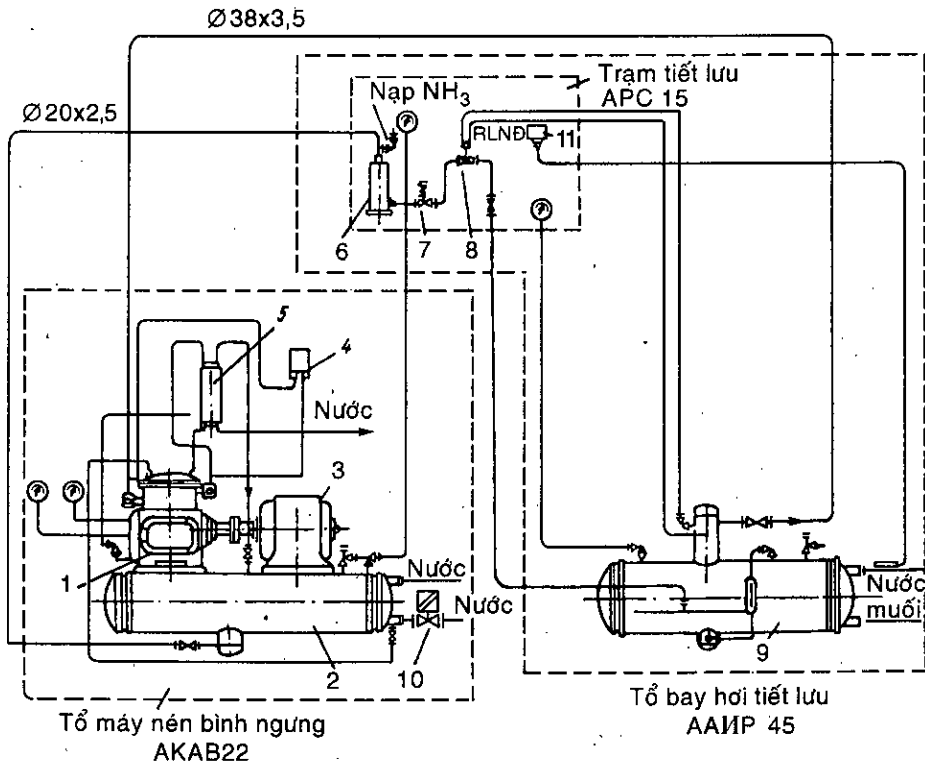 Ø38x3,5
Trạm tiết lưu
APC 15
Nạp NH₃
Ø20x2,5
RLNĐ
11
6
7
8
5
4
Nước
3
1
Nước
Nước
2
10
Nước
muối
9
Tổ máy nén bình ngưng
AKAB22
Tổ bay hơi tiết lưu
AAИP 45